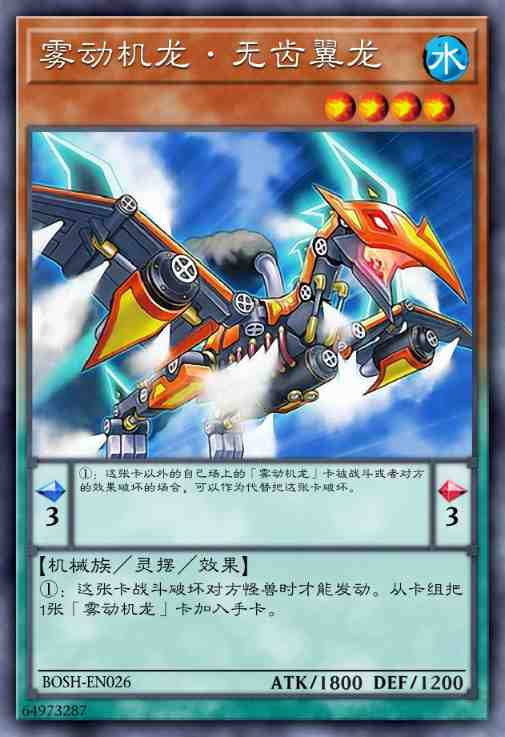 雾动机龙·无齿翼龙
水
①：这张卡以外的自己场上的「雾动机龙」卡被战斗或者对方
的效果破坏的场合，可以作为代替把这张卡破坏。
3
3
【机械族／灵摆／效果】
①：这张卡战斗破坏对方怪兽时才能发动。从卡组把
1张「雾动机龙」卡加入手卡。
BOSH-EN026
ATK/1800 DEF/1200
64973287